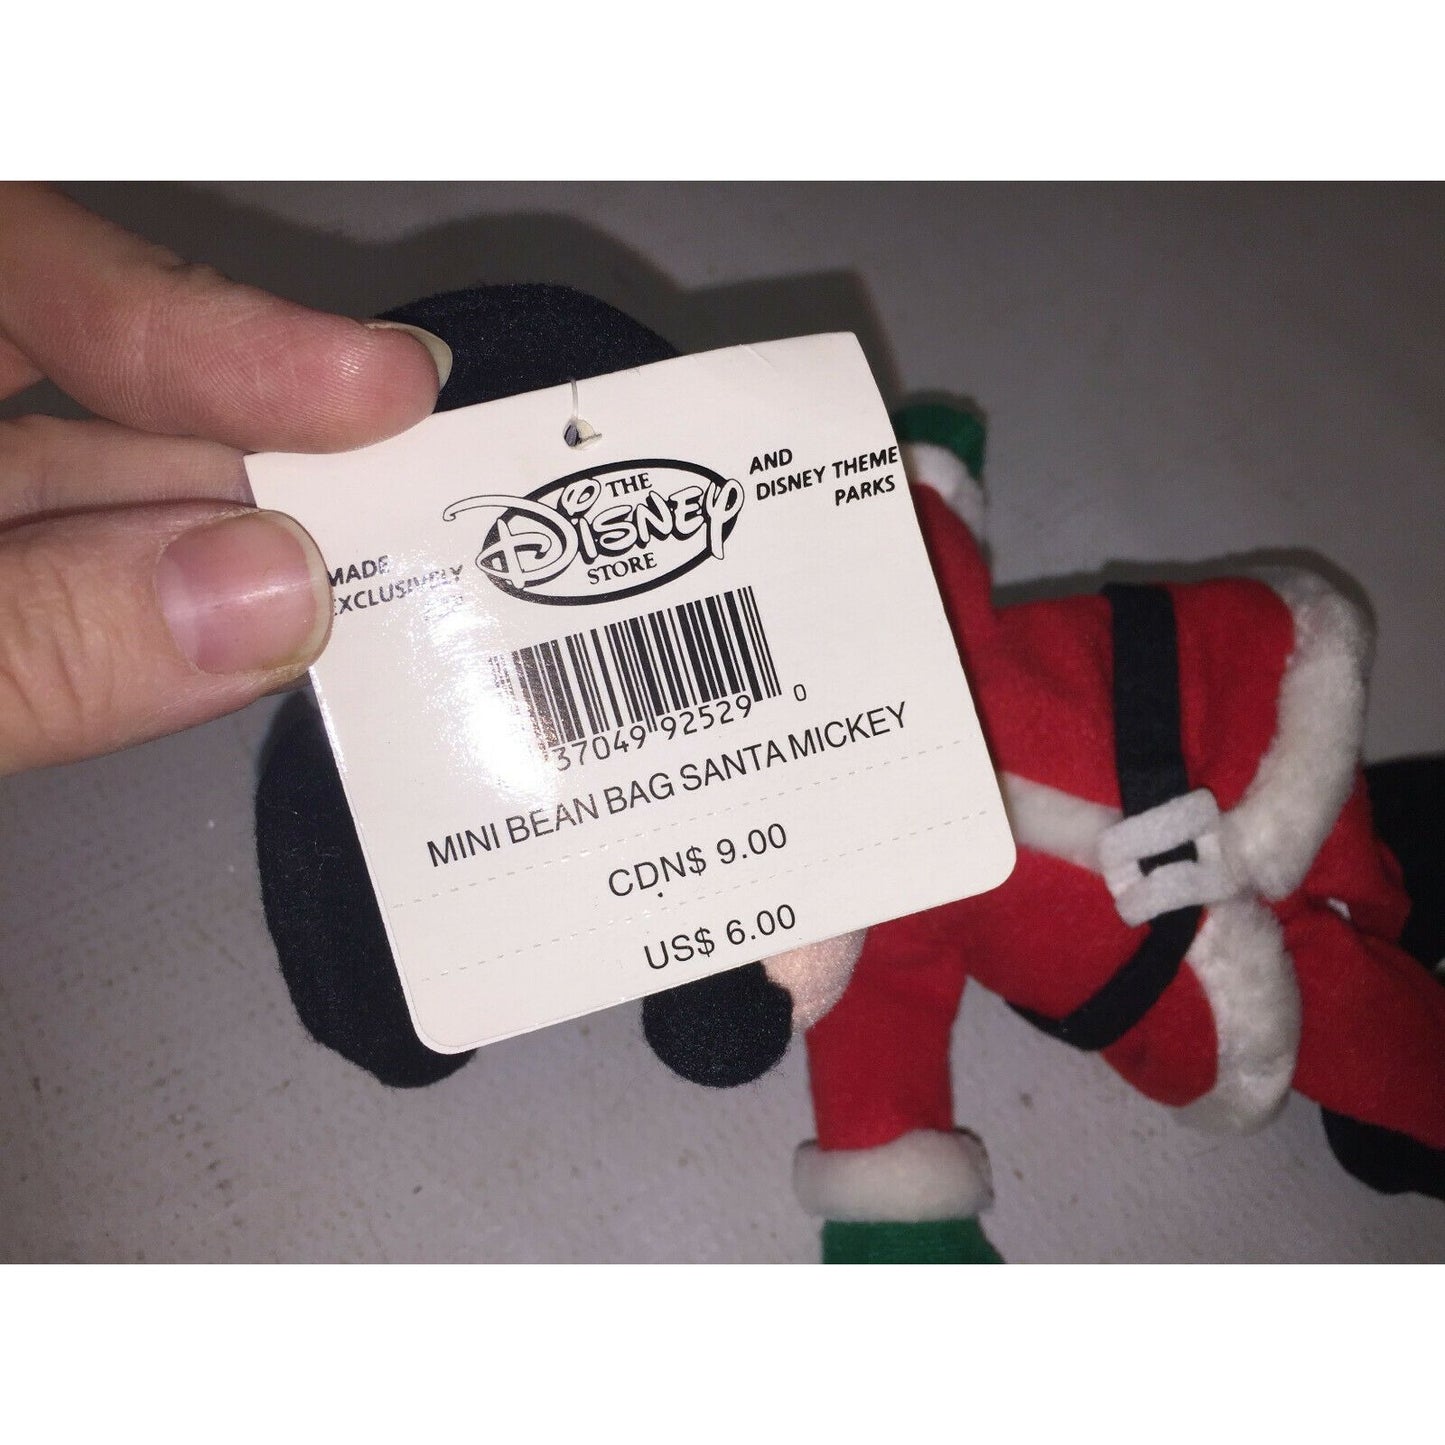 THE
Disney
STORE
AND
DISNEY THEME
PARKS
MADE
EXCLUSIVELY
37049 92529 0
MINI BEAN BAG SANTA MICKEY
CDN$ 9.00
US$ 6.00